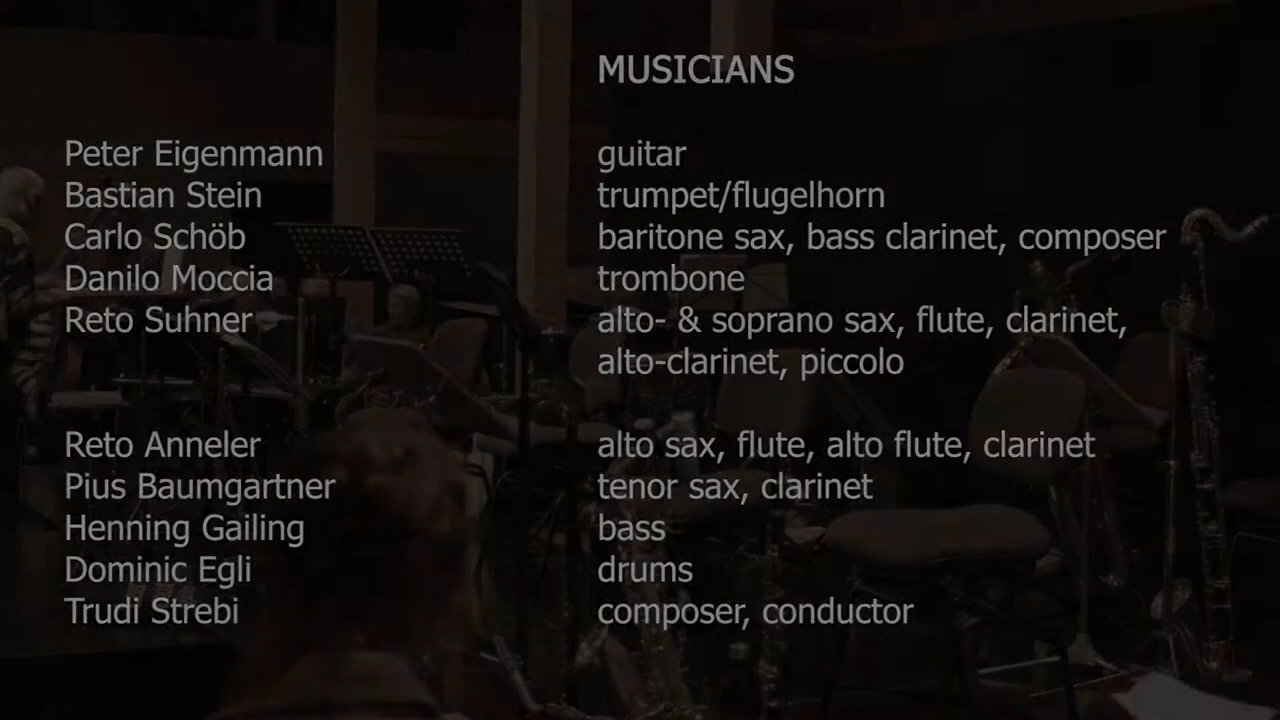 MUSICIANS
Peter Eigenmann guitar
Bastian Stein trumpet/flugelhorn
Carlo Schöb baritone sax, bass clarinet, composer
Danilo Moccia trombone
Reto Suhner alto- & soprano sax, flute, clarinet,
alto-clarinet, piccolo
Reto Anneler alto sax, flute, alto flute, clarinet
Pius Baumgartner tenor sax, clarinet
Henning Gailing bass
Dominic Egli drums
Trudi Strebi composer, conductor